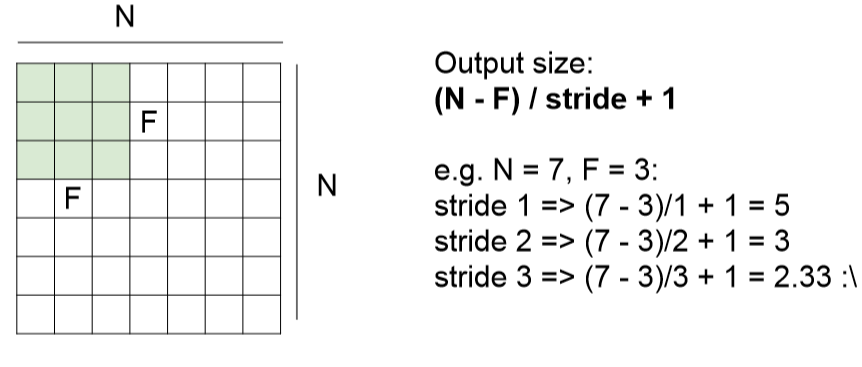 N
F
F
N
Output size:
(N - F) / stride + 1
e.g. N = 7, F = 3:
stride 1 => (7 - 3)/1 + 1 = 5
stride 2 => (7 - 3)/2 + 1 = 3
stride 3 => (7 - 3)/3 + 1 = 2.33 :\